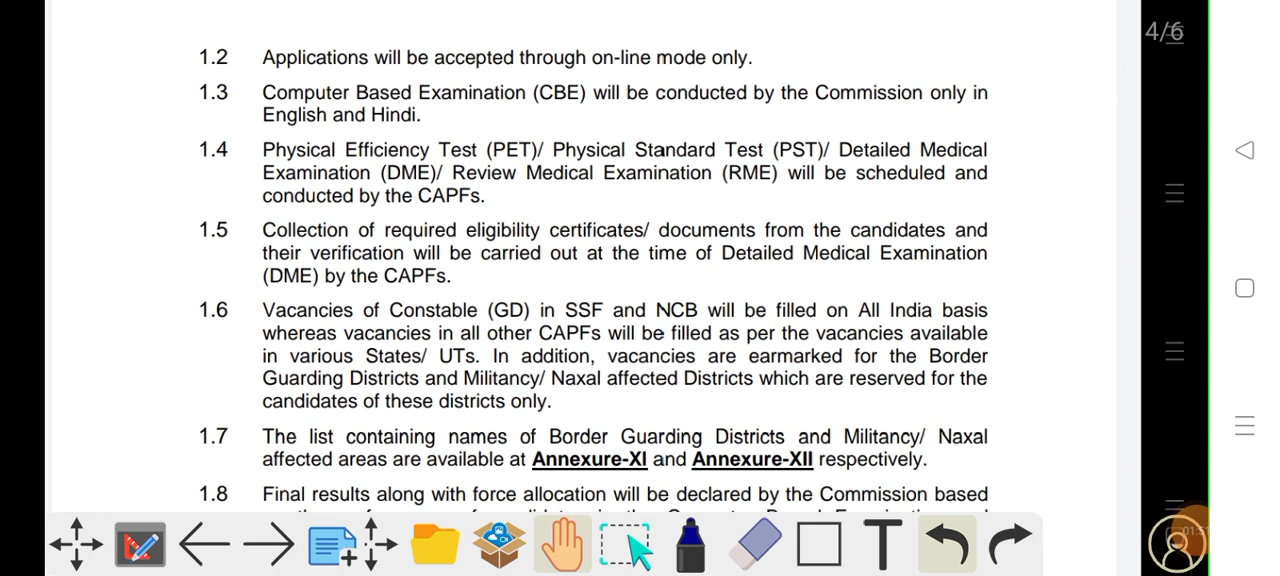 4/6
1.2 Applications will be accepted through on-line mode only.
1.3 Computer Based Examination (CBE) will be conducted by the Commission only in
English and Hindi.
1.4 Physical Efficiency Test (PET)/ Physical Standard Test (PST)/ Detailed Medical
Examination (DME)/ Review Medical Examination (RME) will be scheduled and
conducted by the CAPFs.
1.5 Collection of required eligibility certificates/ documents from the candidates and
their verification will be carried out at the time of Detailed Medical Examination
(DME) by the CAPFs.
1.6 Vacancies of Constable (GD) in SSF and NCB will be filled on All India basis
whereas vacancies in all other CAPFs will be filled as per the vacancies available
in various States/ UTs. In addition, vacancies are earmarked for the Border
Guarding Districts and Militancy/ Naxal affected Districts which are reserved for the
candidates of these districts only.
1.7 The list containing names of Border Guarding Districts and Militancy/ Naxal
affected areas are available at Annexure-XI and Annexure-XII respectively.
1.8 Final results along with force allocation will be declared by the Commission based
T